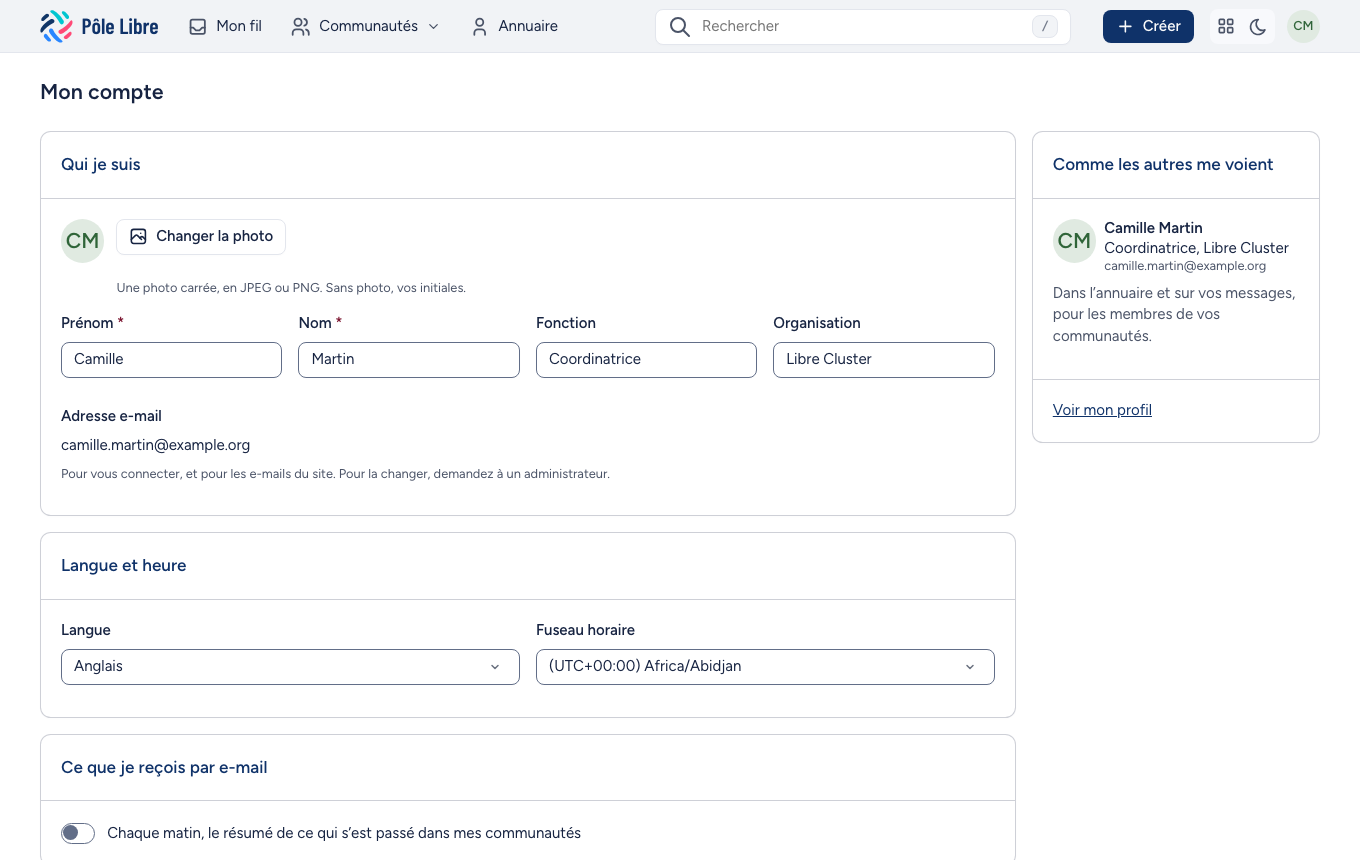 Pôle Libre
Mon fil
Communautés
Annuaire
Rechercher
/
Créer
CM
Mon compte
Qui je suis
CM
Changer la photo
Une photo carrée, en JPEG ou PNG. Sans photo, vos initiales.
Prénom *
Nom *
Fonction
Organisation
Camille
Martin
Coordinatrice
Libre Cluster
Adresse e-mail
camille.martin@example.org
Pour vous connecter, et pour les e-mails du site. Pour la changer, demandez à un administrateur.
Comme les autres me voient
CM
Camille Martin
Coordinatrice, Libre Cluster
camille.martin@example.org
Dans l’annuaire et sur vos messages,
pour les membres de vos
communautés.
Voir mon profil
Langue et heure
Langue
Fuseau horaire
Anglais
(UTC+00:00) Africa/Abidjan
Ce que je reçois par e-mail
Chaque matin, le résumé de ce qui s’est passé dans mes communautés